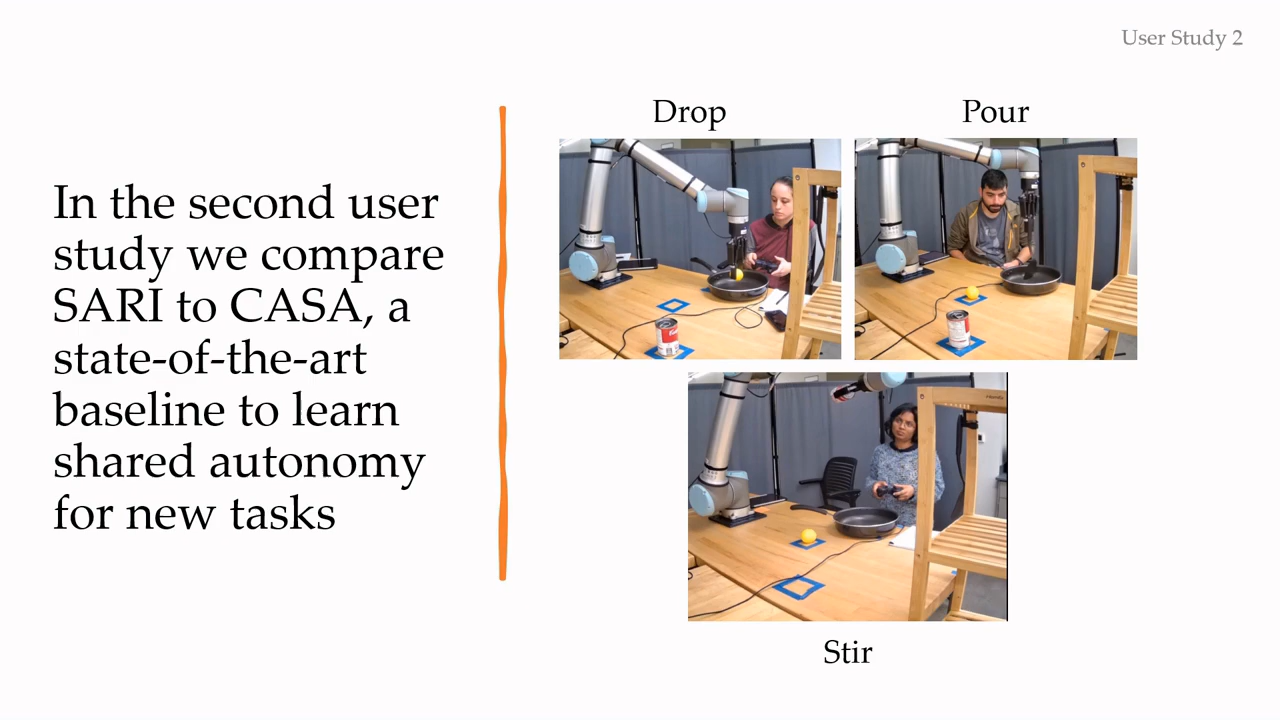 User Study 2
In the second user
study we compare
SARI to CASA, a
state-of-the-art
baseline to learn
shared autonomy
for new tasks
Drop
Pour
Stir